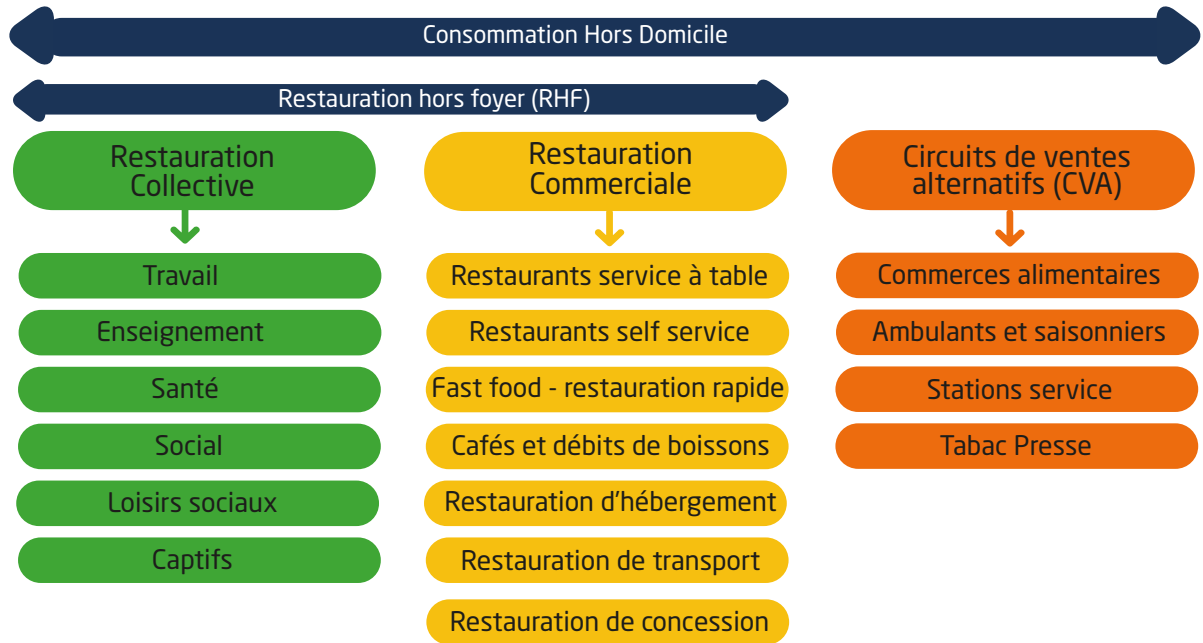 Consommation Hors Domicile
Restauration hors foyer (RHF)
Restauration
Collective
Travail
Enseignement
Santé
Social
Loisirs sociaux
Captifs
Restauration
Commerciale
Restaurants service à table
Restaurants self service
Fast food - restauration rapide
Cafés et débits de boissons
Restauration d'hébergement
Restauration de transport
Restauration de concession
Circuits de ventes
alternatifs (CVA)
Commerces alimentaires
Ambulants et saisonniers
Stations service
Tabac Presse